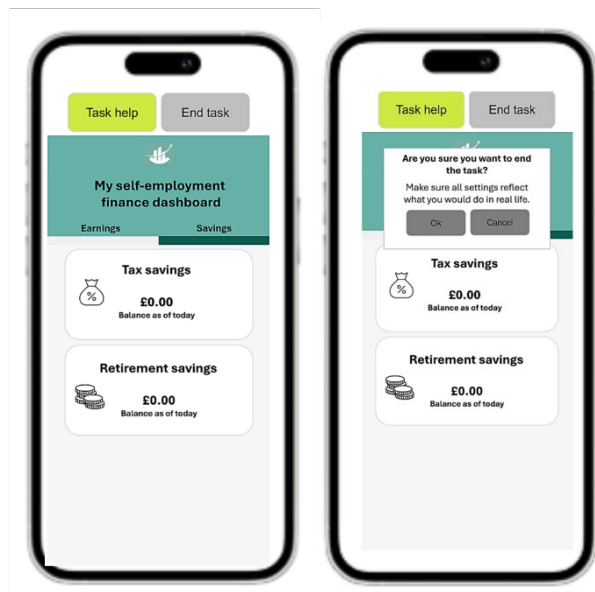 Task help
End task
My self-employment
finance dashboard
Earnings
Savings
Tax savings
%
£0.00
Balance as of today
Retirement savings
£0.00
Balance as of today
Task help
End task
Are you sure you want to end
the task?
Make sure all settings reflect
what you would do in real life.
Ok
Cancel
Tax savings
%
£0.00
Balance as of today
Retirement savings
£0.00
Balance as of today